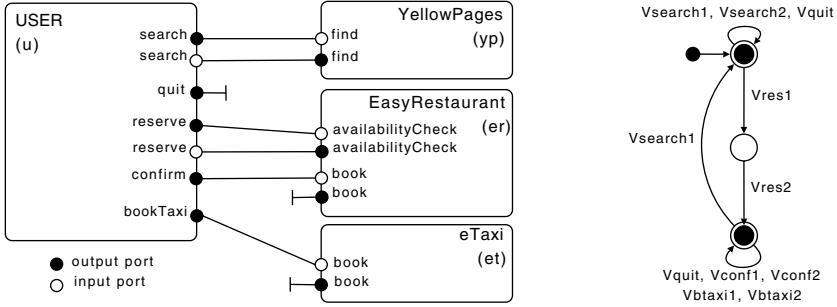 USER
(u)
search
search
quit
reserve
reserve
confirm
bookTaxi
output port
input port
YellowPages
(yp)
find
find
EasyRestaurant
(er)
availabilityCheck
availabilityCheck
book
book
eTaxi
(et)
book
book
Vsearch1, Vsearch2, Vquit
Vres1
Vsearch1
Vres2
Vquit, Vconf1, Vconf2
Vbtaxi1, Vbtaxi2